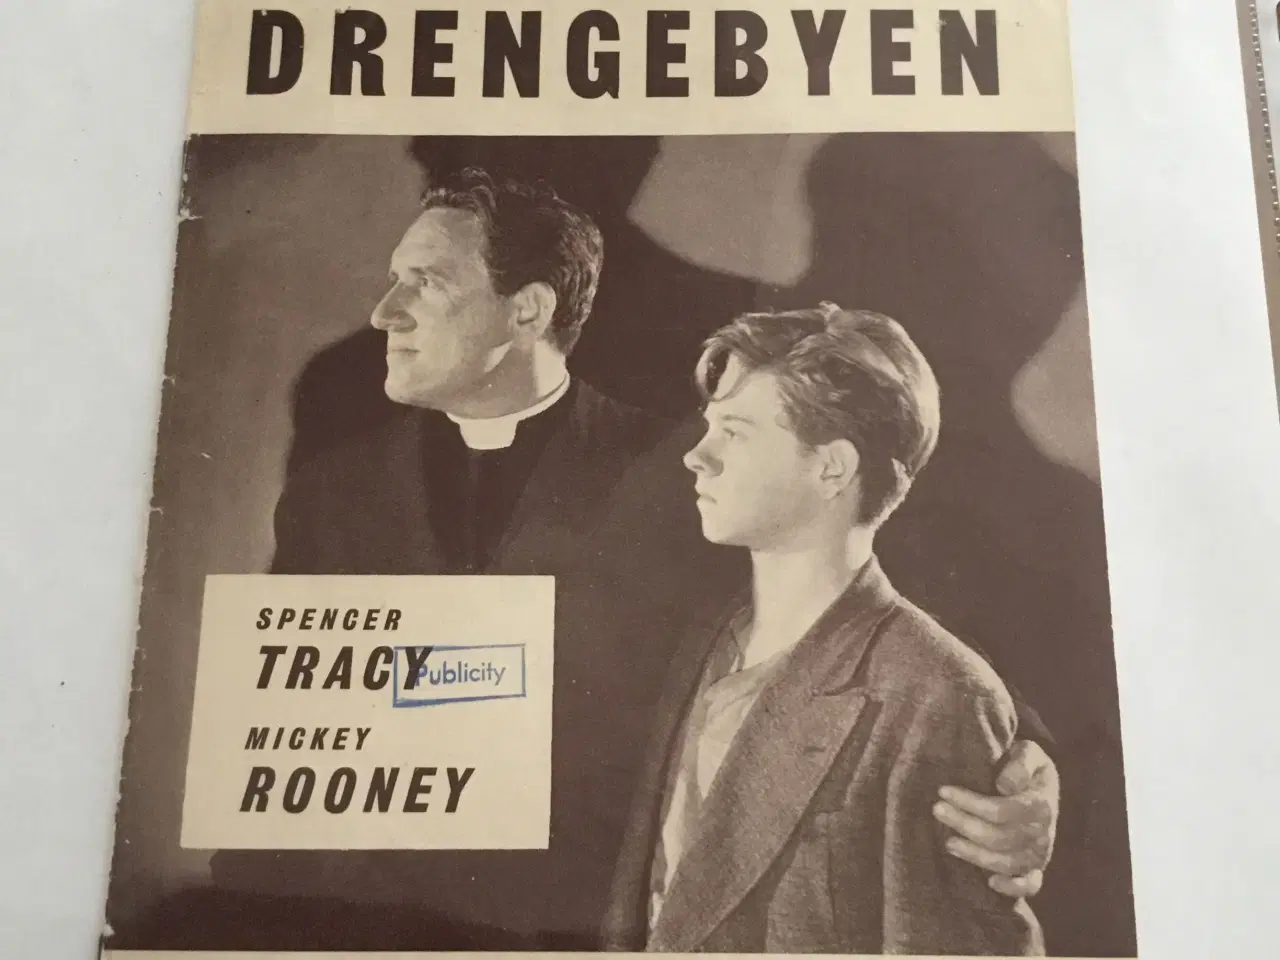 DRENGEBYEN
SPENCER
TRACY
Publicity
MICKEY
ROONEY